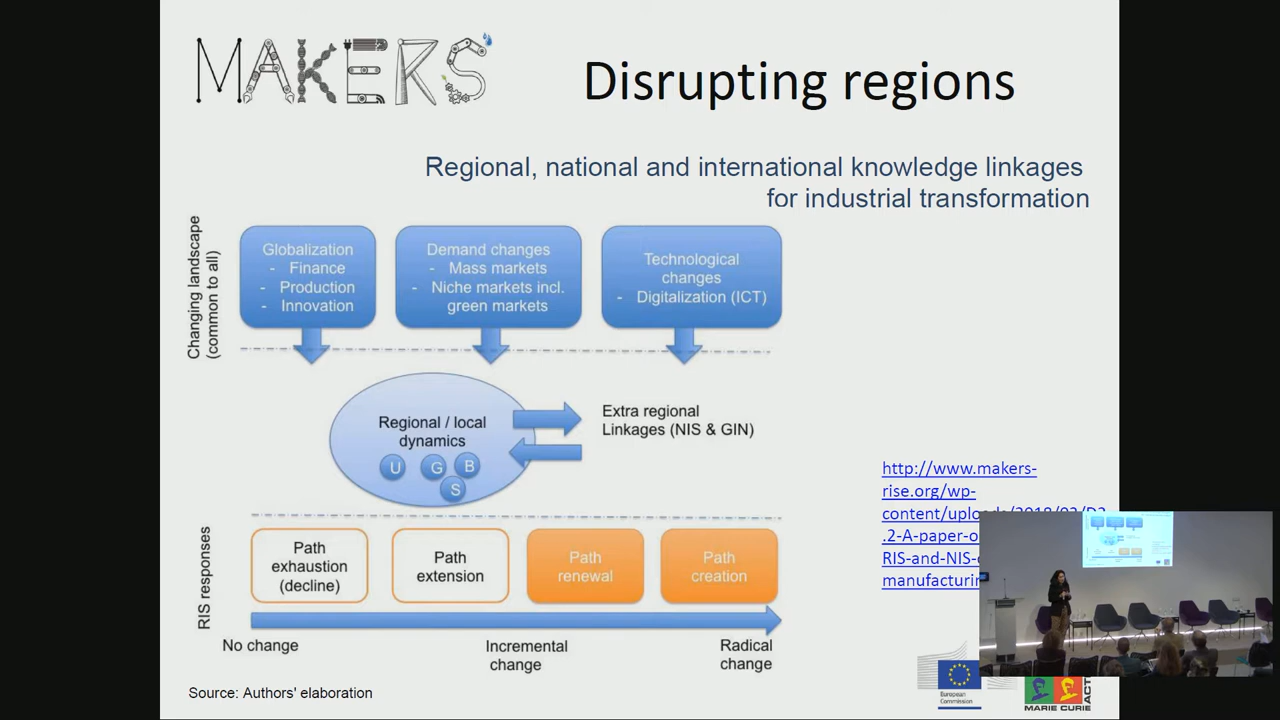 MAKERS
Disrupting regions
Regional, national and international knowledge linkages
for industrial transformation
Changing landscape
(common to all)
Globalization
- Finance
- Production
- Innovation
Demand changes
- Mass markets
- Niche markets incl.
green markets
Technological
changes
- Digitalization (ICT)
Regional / local
dynamics
U G B
S
Extra regional
Linkages (NIS & GIN)
RIS responses
Path
exhaustion
(decline)
Path
extension
Path
renewal
Path
creation
No change
Incremental
change
Radical
change
http://www.makers-
rise.org/wp-
.2-A-paper-o
RIS-and-NIS-
manufacturin
Source: Authors' elaboration
European
Commission
MARIE CURIE